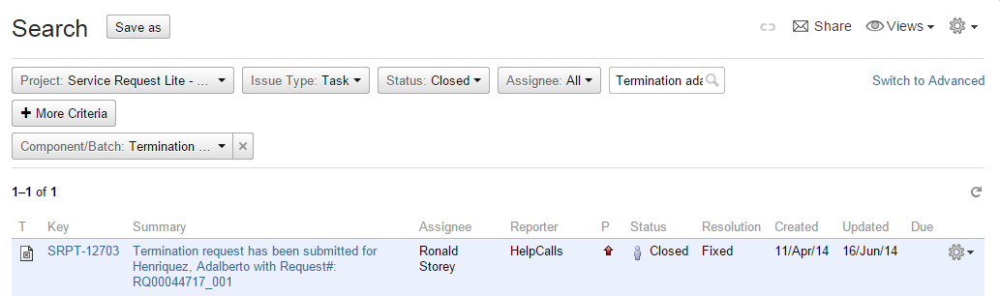 Search Save as Share Views
Project: Service Request Lite - ... Issue Type: Task Status: Closed Assignee: All Termination ada Switch to Advanced
+ More Criteria
Component/Batch: Termination ... ×
1–1 of 1
T Key Summary Assignee Reporter P Status Resolution Created Updated Due
SRPT-12703 Termination request has been submitted for Ronald HelpCalls Closed Fixed 11/Apr/14 16/Jun/14
Henriquez, Adalberto with Request#: Storey
RQ00044717_001